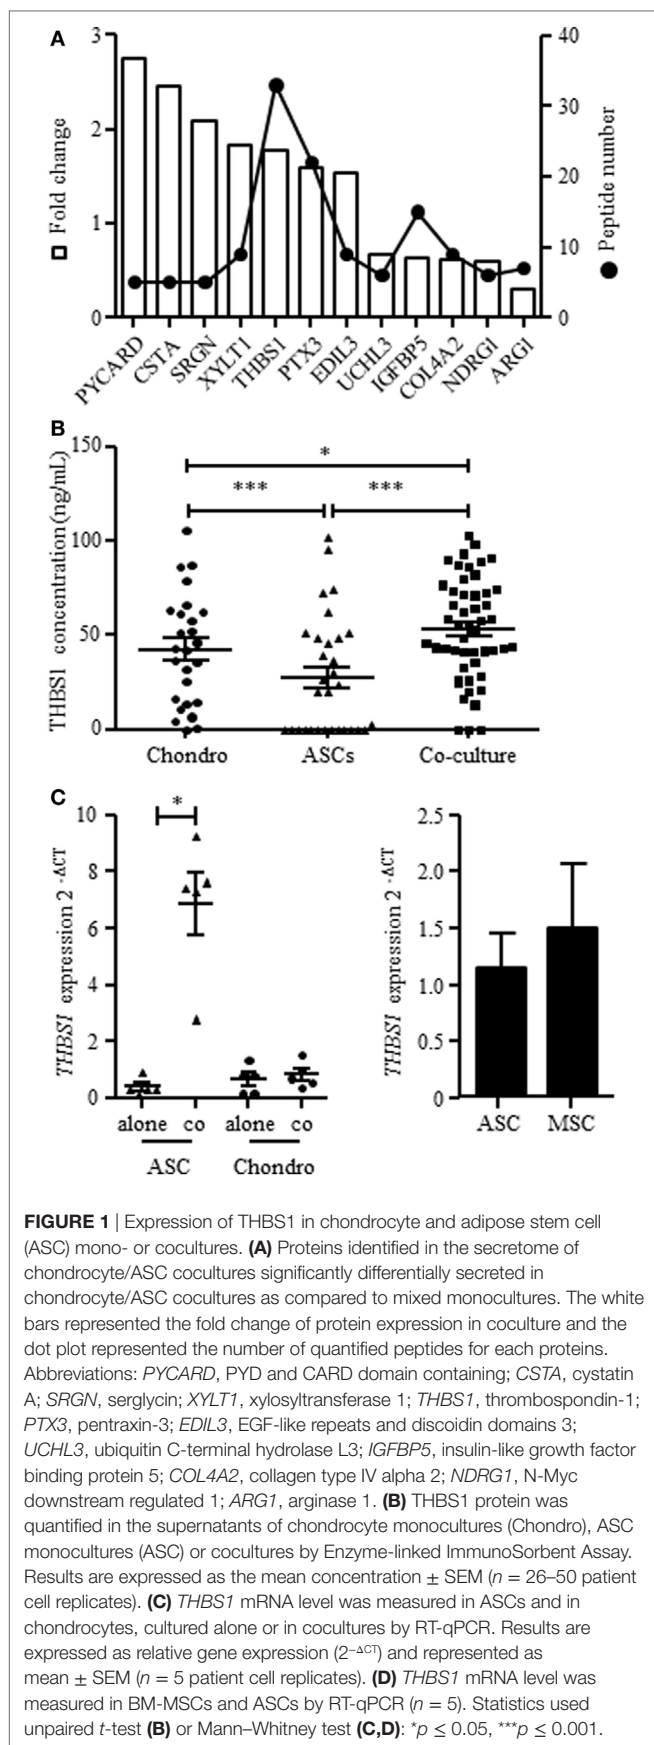 A
3
2
1
0
Fold change
40
30
20
10
0
Peptide number
PYCARD
CSTA
SRGN
XYLT1
THBS1
PTX3
EDIL3
UCHL3
IGFBP5
COL4A2
NDRG1
ARG1
B
150
100
50
0
THBS1 concentration (ng/mL)
*
***
***
Chondro
ASCs
Co-culture
C
10
8
6
4
2
0
THBS1 expression 2 -ΔCT
*
alone
co
alone
co
ASC
Chondro
2.5
2.0
1.5
1.0
0.5
0.0
THBS1 expression 2 -ΔCT
ASC
MSC
FIGURE 1 | Expression of THBS1 in chondrocyte and adipose stem cell
(ASC) mono- or cocultures. (A) Proteins identified in the secretome of
chondrocyte/ASC cocultures significantly differentially secreted in
chondrocyte/ASC cocultures as compared to mixed monocultures. The white
bars represented the fold change of protein expression in coculture and the
dot plot represented the number of quantified peptides for each proteins.
Abbreviations: PYCARD, PYD and CARD domain containing; CSTA, cystatin
A; SRGN, serglycin; XYLT1, xylosyltransferase 1; THBS1, thrombospondin-1;
PTX3, pentraxin-3; EDIL3, EGF-like repeats and discoidin domains 3;
UCHL3, ubiquitin C-terminal hydrolase L3; IGFBP5, insulin-like growth factor
binding protein 5; COL4A2, collagen type IV alpha 2; NDRG1, N-Myc
downstream regulated 1; ARG1, arginase 1. (B) THBS1 protein was
quantified in the supernatants of chondrocyte monocultures (Chondro), ASC
monocultures (ASC) or cocultures by Enzyme-linked ImmunoSorbent Assay.
Results are expressed as the mean concentration ± SEM (n = 26–50 patient
cell replicates). (C) THBS1 mRNA level was measured in ASCs and in
chondrocytes, cultured alone or in cocultures by RT-qPCR. Results are
expressed as relative gene expression (2−ΔCT) and represented as
mean ± SEM (n = 5 patient cell replicates). (D) THBS1 mRNA level was
measured in BM-MSCs and ASCs by RT-qPCR (n = 5). Statistics used
unpaired t-test (B) or Mann–Whitney test (C,D): *p ≤ 0.05, ***p ≤ 0.001.